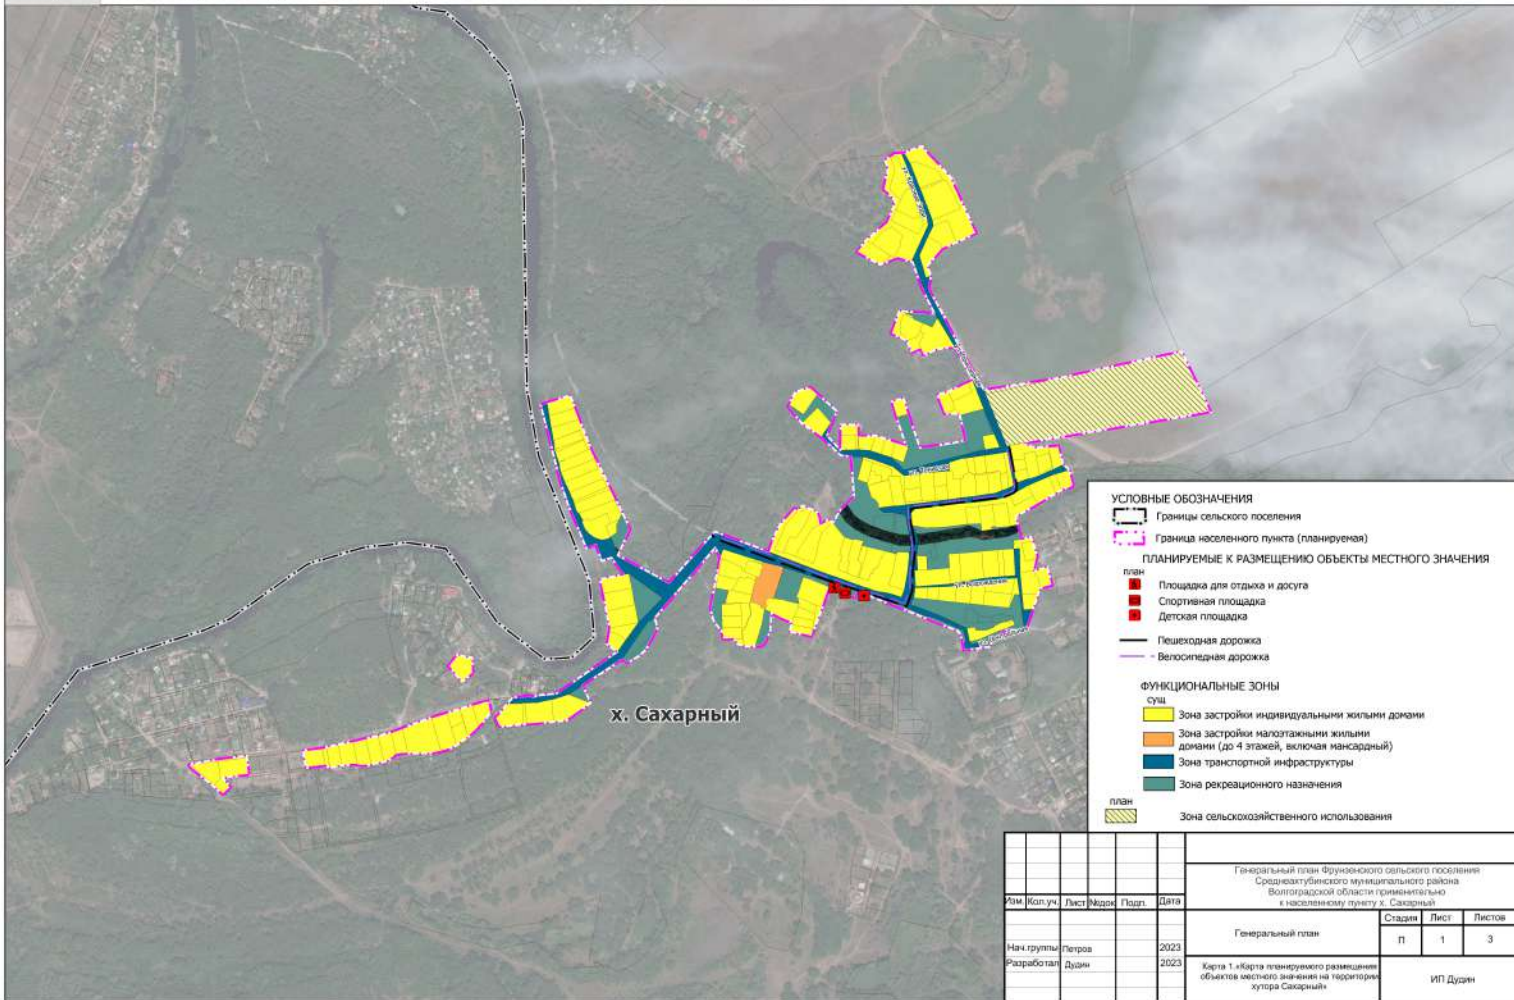 х. Сахарный
УСЛОВНЫЕ ОБОЗНАЧЕНИЯ
Границы сельского поселения
Граница населенного пункта (планируемая)
ПЛАНИРУЕМЫЕ К РАЗМЕЩЕНИЮ ОБЪЕКТЫ МЕСТНОГО ЗНАЧЕНИЯ
план
Площадка для отдыха и досуга
Спортивная площадка
Детская площадка
Пешеходная дорожка
Велосипедная дорожка
ФУНКЦИОНАЛЬНЫЕ ЗОНЫ
сущ
Зона застройки индивидуальными жилыми домами
Зона застройки малоэтажными жилыми
домами (до 4 этажей, включая мансардный)
Зона транспортной инфраструктуры
Зона рекреационного назначения
план
Зона сельскохозяйственного использования
Генеральный план Фрунзенского сельского поселения
Среднеахтубинского муниципального района
Волгоградской области применительно
к населенному пункту х. Сахарный
Изм. Кол.уч. Лист №док Подп. Дата
Генеральный план
Стадия Лист Листов
П 1 3
Нач.группы Петров 2023
Разработал Дудин 2023
Карта 1.«Карта планируемого размещения
объектов местного значения на территории
хутора Сахарный»
ИП Дудин